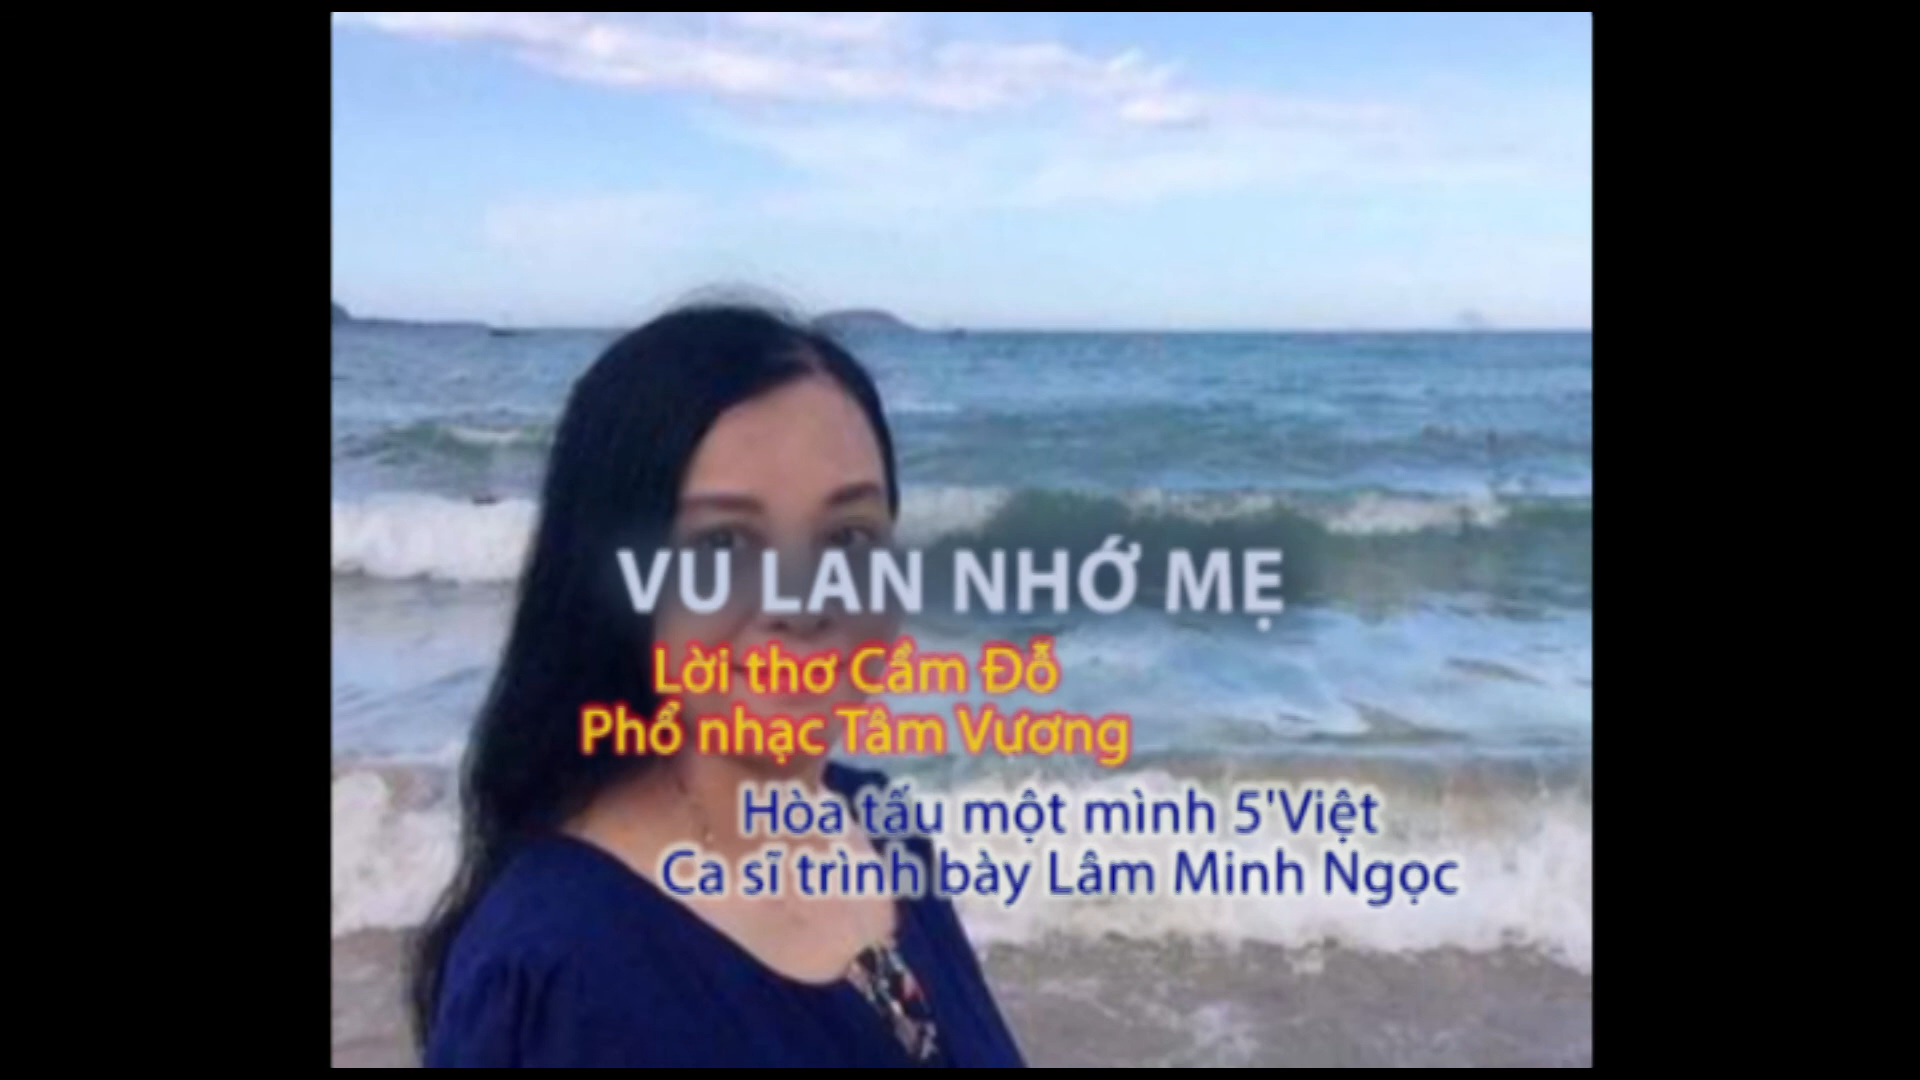 VU LAN NHỚ MẸ
Lời thơ Cầm Đỗ
Phổ nhạc Tâm Vương
Hòa tấu một mình 5'Việt
Ca sĩ trình bày Lâm Minh Ngọc